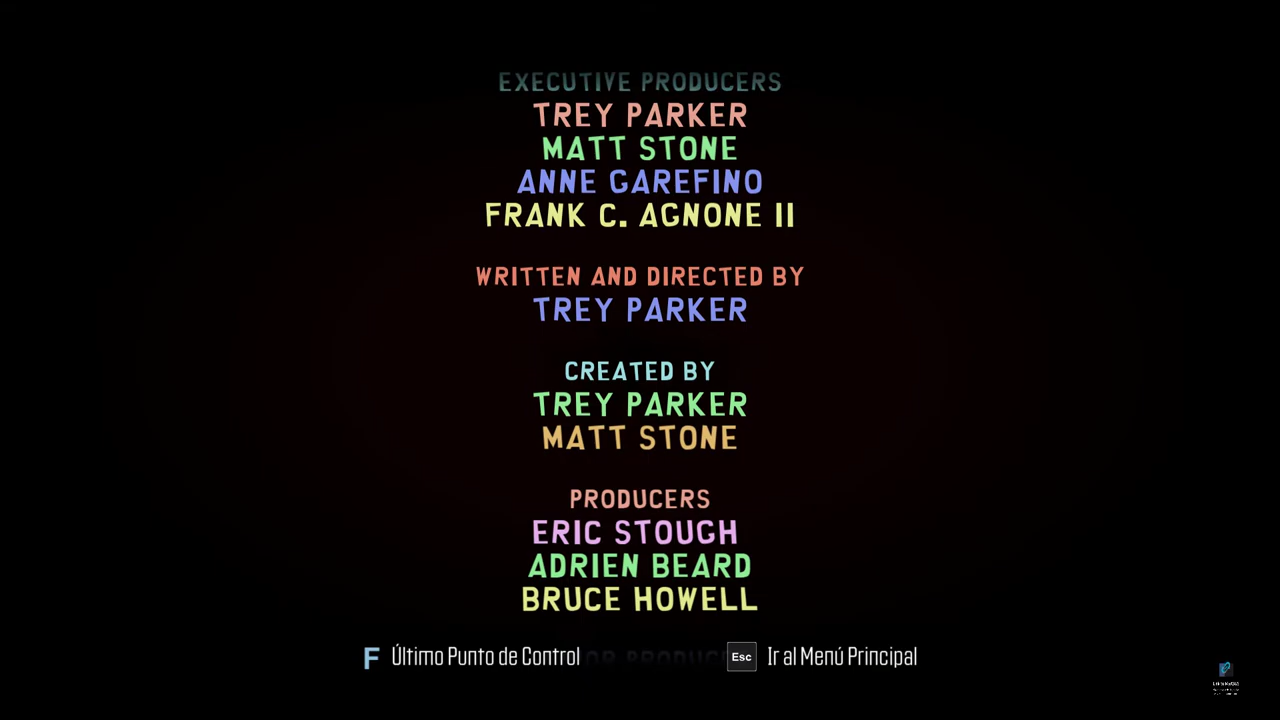 EXECUTIVE PRODUCERS
TREY PARKER
MATT STONE
ANNE GAREFINO
FRANK C. AGNONE II
WRITTEN AND DIRECTED BY
TREY PARKER
CREATED BY
TREY PARKER
MATT STONE
PRODUCERS
ERIC STOUGH
ADRIEN BEARD
BRUCE HOWELL
F Último Punto de Control
Esc Ir al Menú Principal